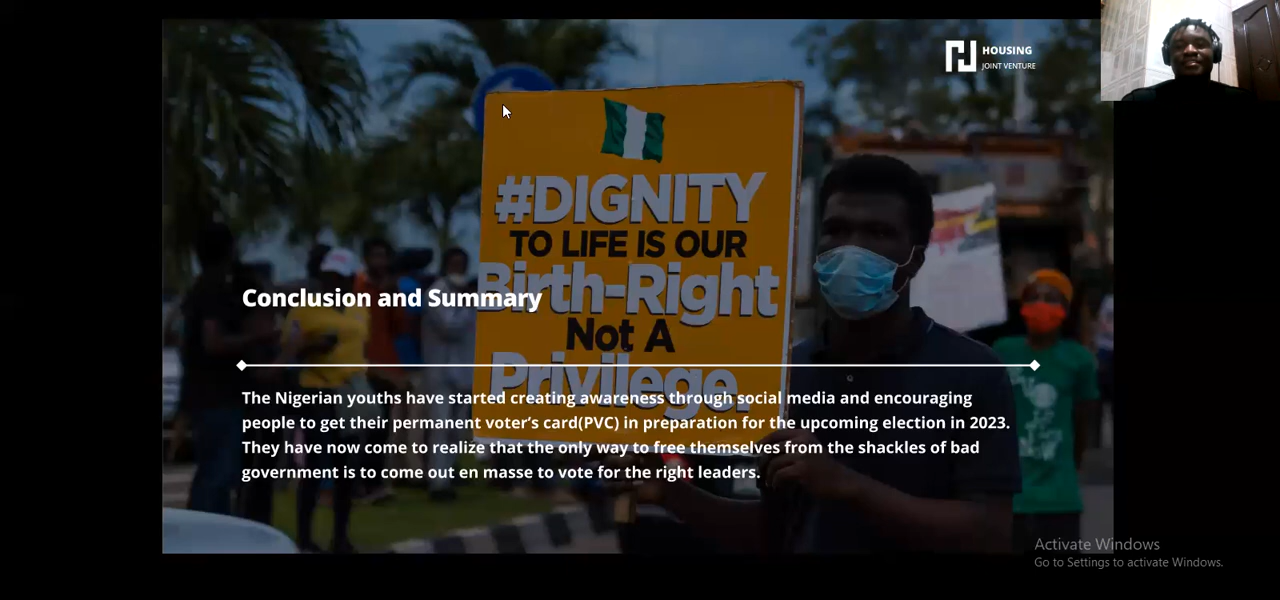 HOUSING
JOINT VENTURE
#DIGNITY
TO LIFE IS OUR
Birth-Right
Not A
Privilege.
Conclusion and Summary
The Nigerian youths have started creating awareness through social media and encouraging
people to get their permanent voter’s card(PVC) in preparation for the upcoming election in 2023.
They have now come to realize that the only way to free themselves from the shackles of bad
government is to come out en masse to vote for the right leaders.
Activate Windows
Go to Settings to activate Windows.